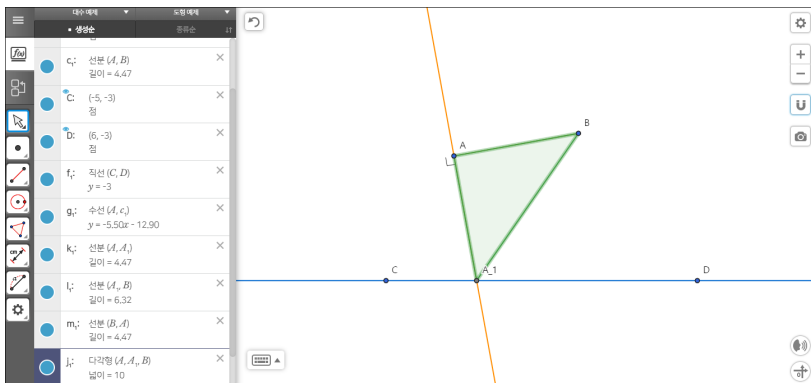 대수 예제 ▼ 도형 예제 ▼
• 생성순 종류순
f(x)
점
c₁: 선분 (A, B)
길이 = 4.47
C: (-5, -3)
점
D: (6, -3)
점
f₁: 직선 (C, D)
y = -3
g₁: 수선 (A, c₁)
y = -5.50x - 12.90
k₁: 선분 (A, A₁)
길이 = 4.47
l₁: 선분 (A₁, B)
길이 = 6.32
m₁: 선분 (B, A)
길이 = 4.47
j₁: 다각형 (A, A₁, B)
넓이 = 10
B
A
C
A_1
D